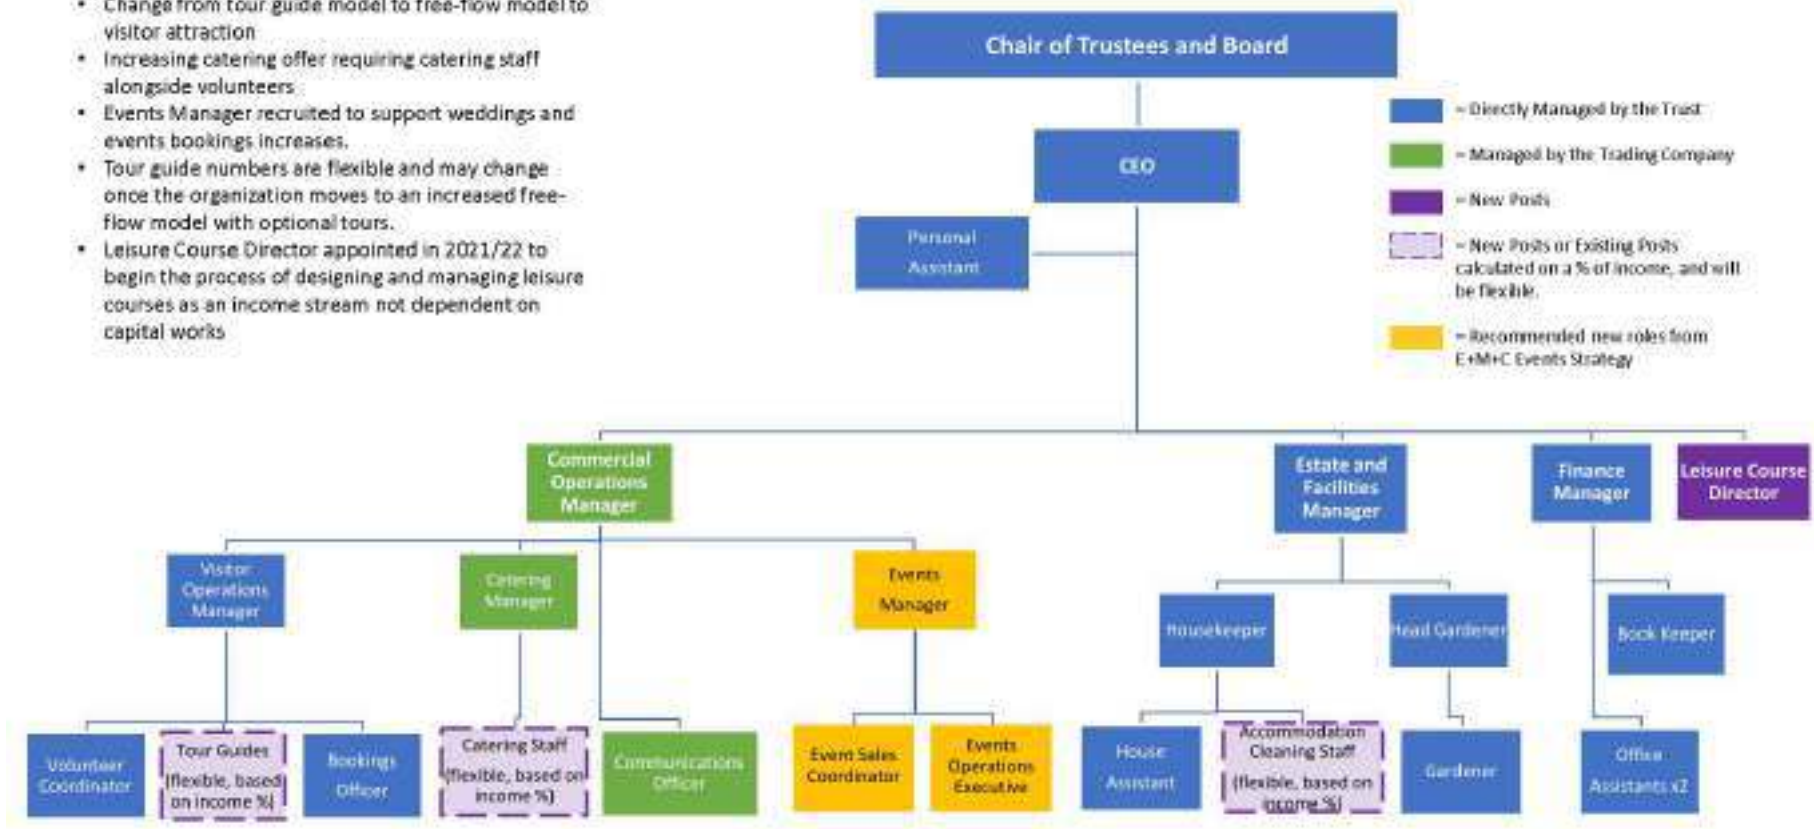 • Change from tour guide model to free-flow model to
visitor attraction
• Increasing catering offer requiring catering staff
alongside volunteers
• Events Manager recruited to support weddings and
events bookings increases.
• Tour guide numbers are flexible and may change
once the organization moves to an increased free-
flow model with optional tours.
• Leisure Course Director appointed in 2021/22 to
begin the process of designing and managing leisure
courses as an income stream not dependent on
capital works
Chair of Trustees and Board
CEO
Personal
Assistant
= Directly Managed by the Trust
= Managed by the Trading Company
= New Posts
= New Posts or Existing Posts
calculated on a % of income, and will
be flexible.
= Recommended new roles from
E+M+C Events Strategy
Commercial
Operations
Manager
Estate and
Facilities
Manager
Finance
Manager
Leisure Course
Director
Visitor
Operations
Manager
Catering
Manager
Events
Manager
Housekeeper
Head Gardener
Book Keeper
Volunteer
Coordinator
Tour Guides
(flexible, based
on income %)
Bookings
Officer
Catering Staff
(flexible, based on
income %)
Communications
Officer
Event Sales
Coordinator
Events
Operations
Executive
House
Assistant
Accommodation
Cleaning Staff
(flexible, based on
income %)
Gardener
Office
Assistants x2